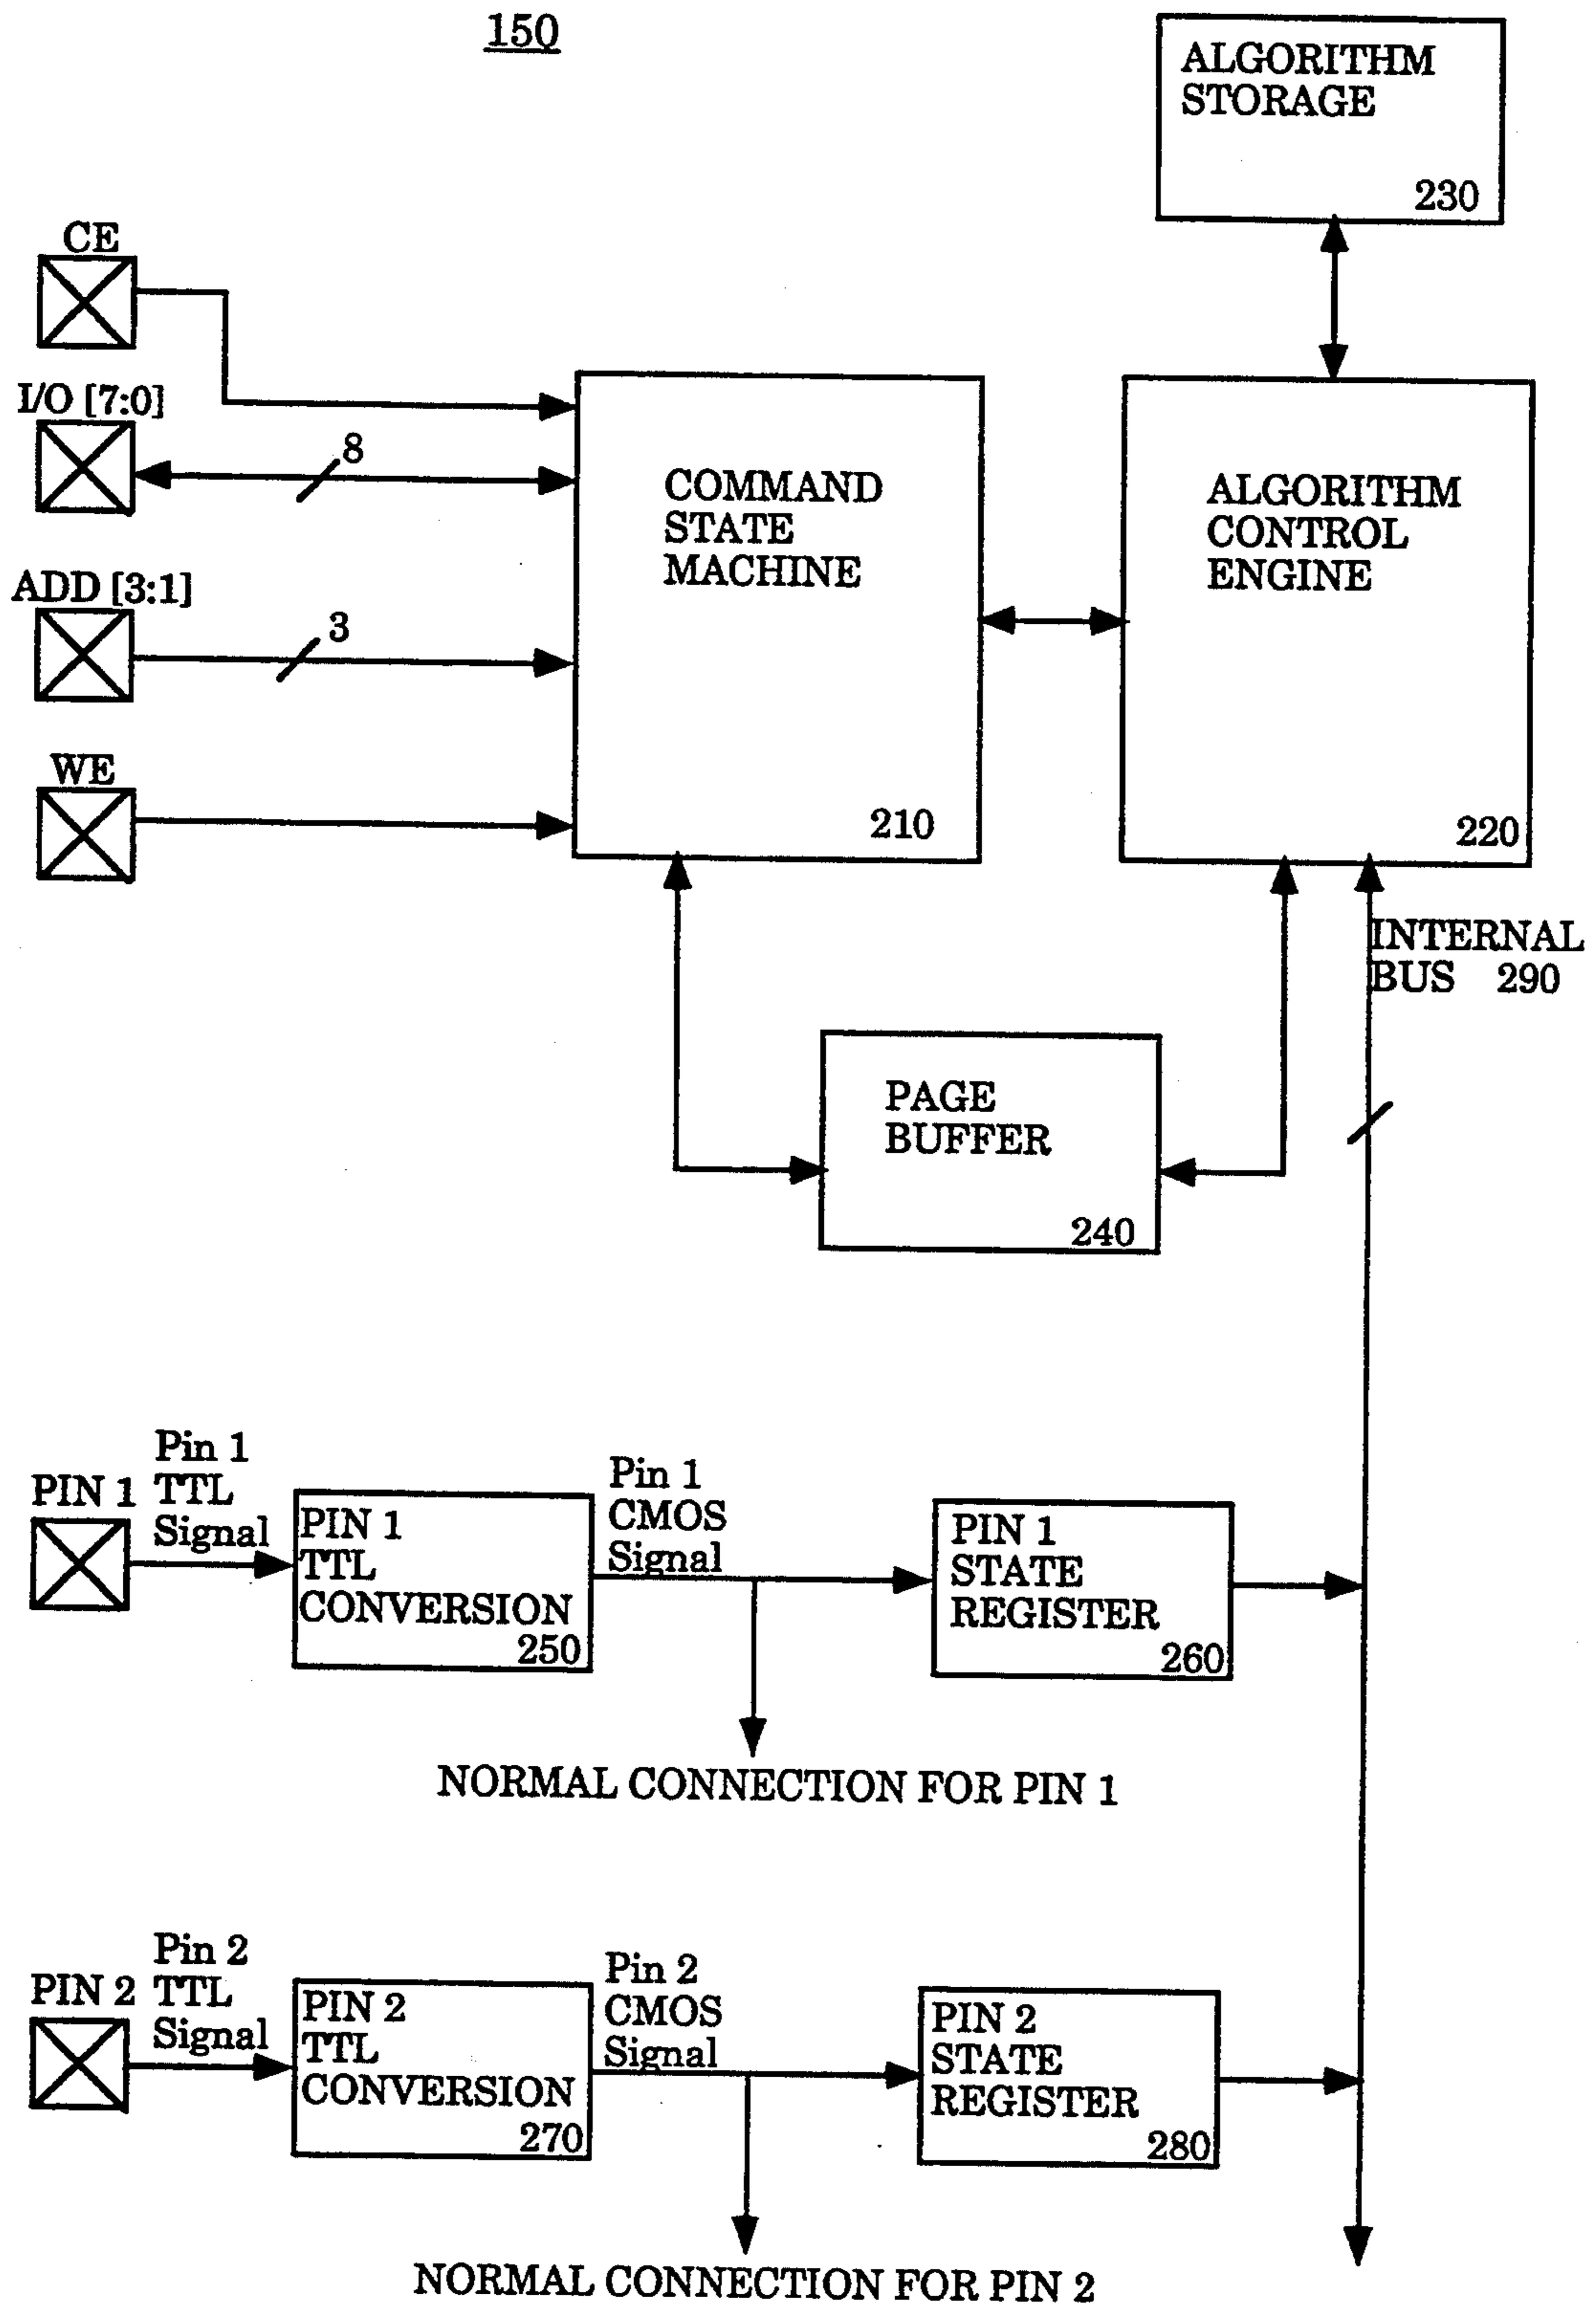 150
ALGORITHM
STORAGE
230
CE
I/O [7:0]
8
ADD [3:1]
3
WE
COMMAND
STATE
MACHINE
210
ALGORITHM
CONTROL
ENGINE
220
INTERNAL
BUS 290
PAGE
BUFFER
240
PIN 1
Pin 1
TTL
Signal
PIN 1
TTL
CONVERSION
250
Pin 1
CMOS
Signal
PIN 1
STATE
REGISTER
260
NORMAL CONNECTION FOR PIN 1
PIN 2
Pin 2
TTL
Signal
PIN 2
TTL
CONVERSION
270
Pin 2
CMOS
Signal
PIN 2
STATE
REGISTER
280
NORMAL CONNECTION FOR PIN 2